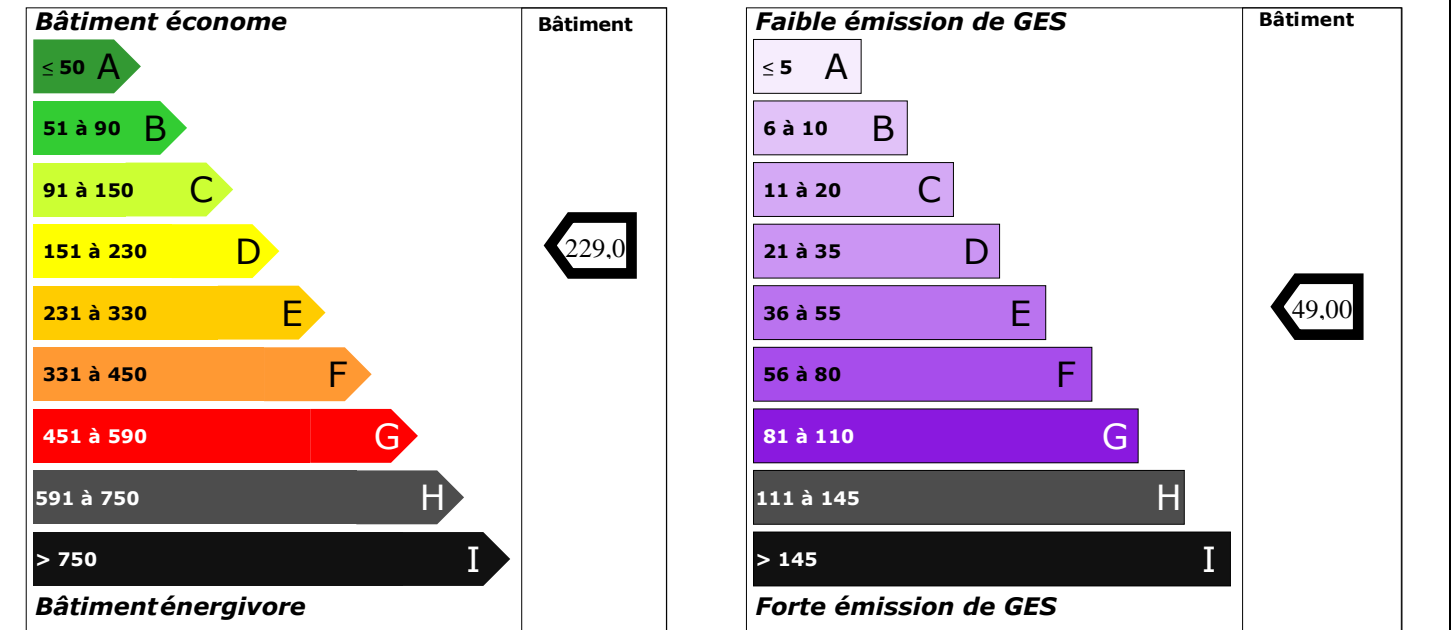 Bâtiment économe
Bâtiment
≤ 50 A
51 à 90 B
91 à 150 C
151 à 230 D
229,0
231 à 330 E
331 à 450 F
451 à 590 G
591 à 750 H
> 750 I
Bâtiment énergivore
Faible émission de GES
Bâtiment
≤ 5 A
6 à 10 B
11 à 20 C
21 à 35 D
36 à 55 E
49,00
56 à 80 F
81 à 110 G
111 à 145 H
> 145 I
Forte émission de GES